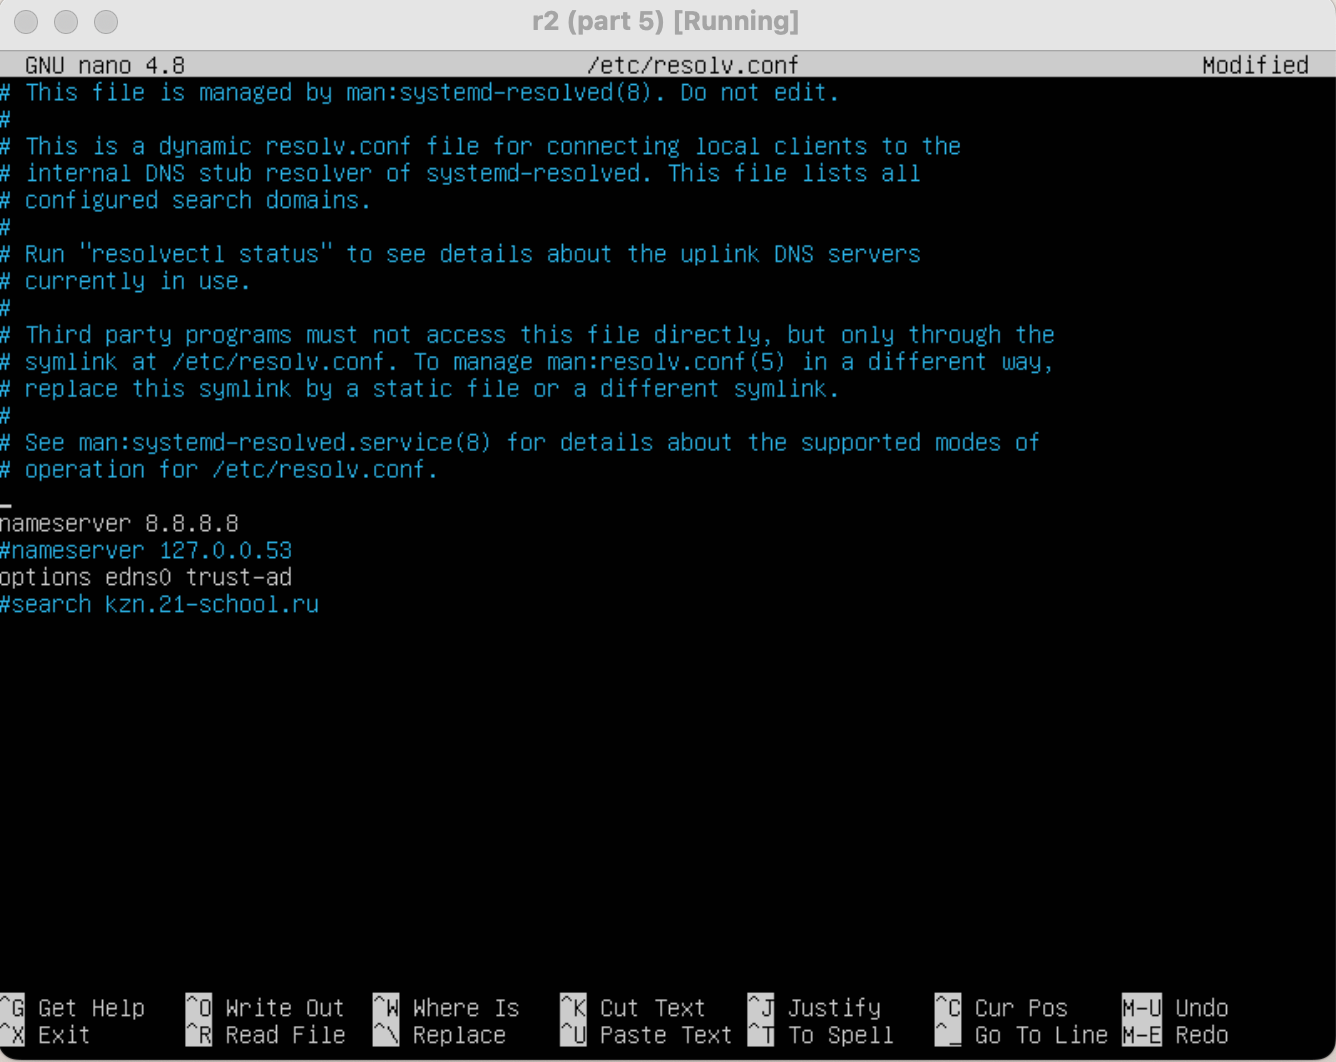 r2 (part 5) [Running]
GNU nano 4.8 /etc/resolv.conf Modified
# This file is managed by man:systemd-resolved(8). Do not edit.
#
# This is a dynamic resolv.conf file for connecting local clients to the
# internal DNS stub resolver of systemd-resolved. This file lists all
# configured search domains.
#
# Run "resolvectl status" to see details about the uplink DNS servers
# currently in use.
#
# Third party programs must not access this file directly, but only through the
# symlink at /etc/resolv.conf. To manage man:resolv.conf(5) in a different way,
# replace this symlink by a static file or a different symlink.
#
# See man:systemd-resolved.service(8) for details about the supported modes of
# operation for /etc/resolv.conf.
nameserver 8.8.8.8
#nameserver 127.0.0.53
options edns0 trust-ad
#search kzn.21-school.ru
^G Get Help ^O Write Out ^W Where Is ^K Cut Text ^J Justify ^C Cur Pos M-U Undo
^X Exit ^R Read File ^\ Replace ^U Paste Text ^T To Spell ^_ Go To Line M-E Redo